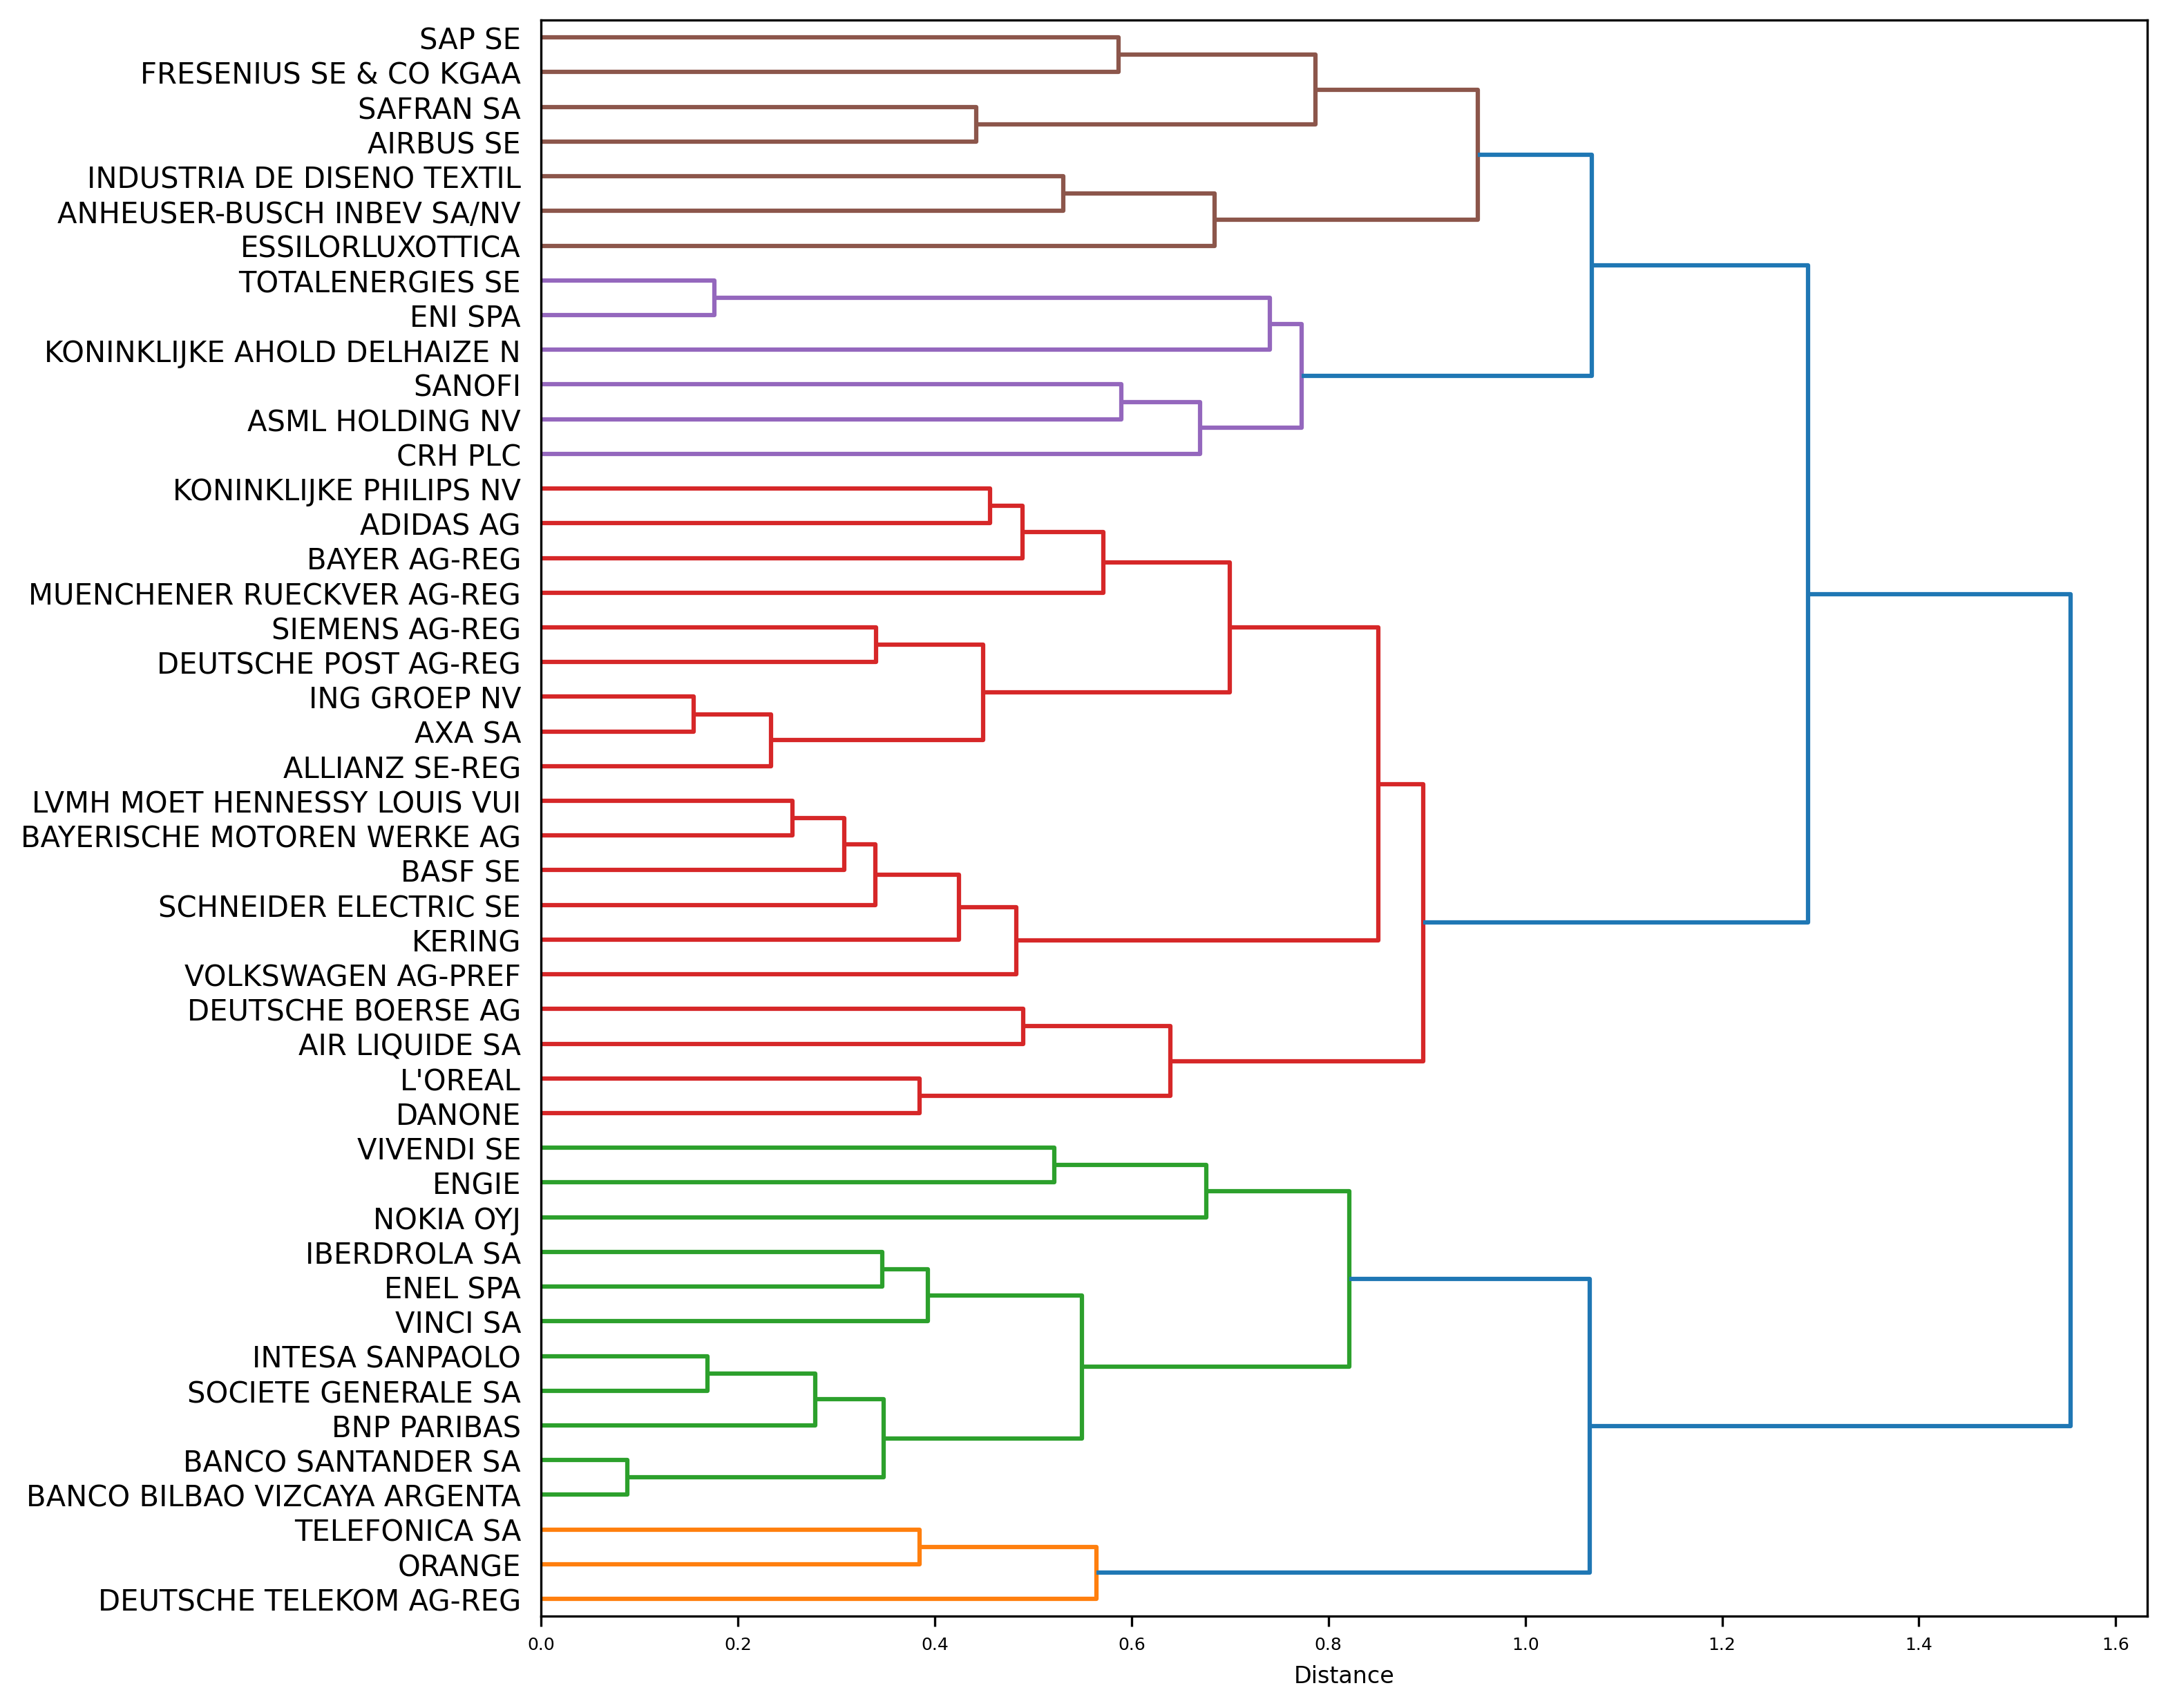 SAP SE
FRESENIUS SE & CO KGAA
SAFRAN SA
AIRBUS SE
INDUSTRIA DE DISENO TEXTIL
ANHEUSER-BUSCH INBEV SA/NV
ESSILORLUXOTTICA
TOTALENERGIES SE
ENI SPA
KONINKLIJKE AHOLD DELHAIZE N
SANOFI
ASML HOLDING NV
CRH PLC
KONINKLIJKE PHILIPS NV
ADIDAS AG
BAYER AG-REG
MUENCHENER RUECKVER AG-REG
SIEMENS AG-REG
DEUTSCHE POST AG-REG
ING GROEP NV
AXA SA
ALLIANZ SE-REG
LVMH MOET HENNESSY LOUIS VUI
BAYERISCHE MOTOREN WERKE AG
BASF SE
SCHNEIDER ELECTRIC SE
KERING
VOLKSWAGEN AG-PREF
DEUTSCHE BOERSE AG
AIR LIQUIDE SA
L'OREAL
DANONE
VIVENDI SE
ENGIE
NOKIA OYJ
IBERDROLA SA
ENEL SPA
VINCI SA
INTESA SANPAOLO
SOCIETE GENERALE SA
BNP PARIBAS
BANCO SANTANDER SA
BANCO BILBAO VIZCAYA ARGENTA
TELEFONICA SA
ORANGE
DEUTSCHE TELEKOM AG-REG
0.0 0.2 0.4 0.6 0.8 1.0 1.2 1.4 1.6
Distance